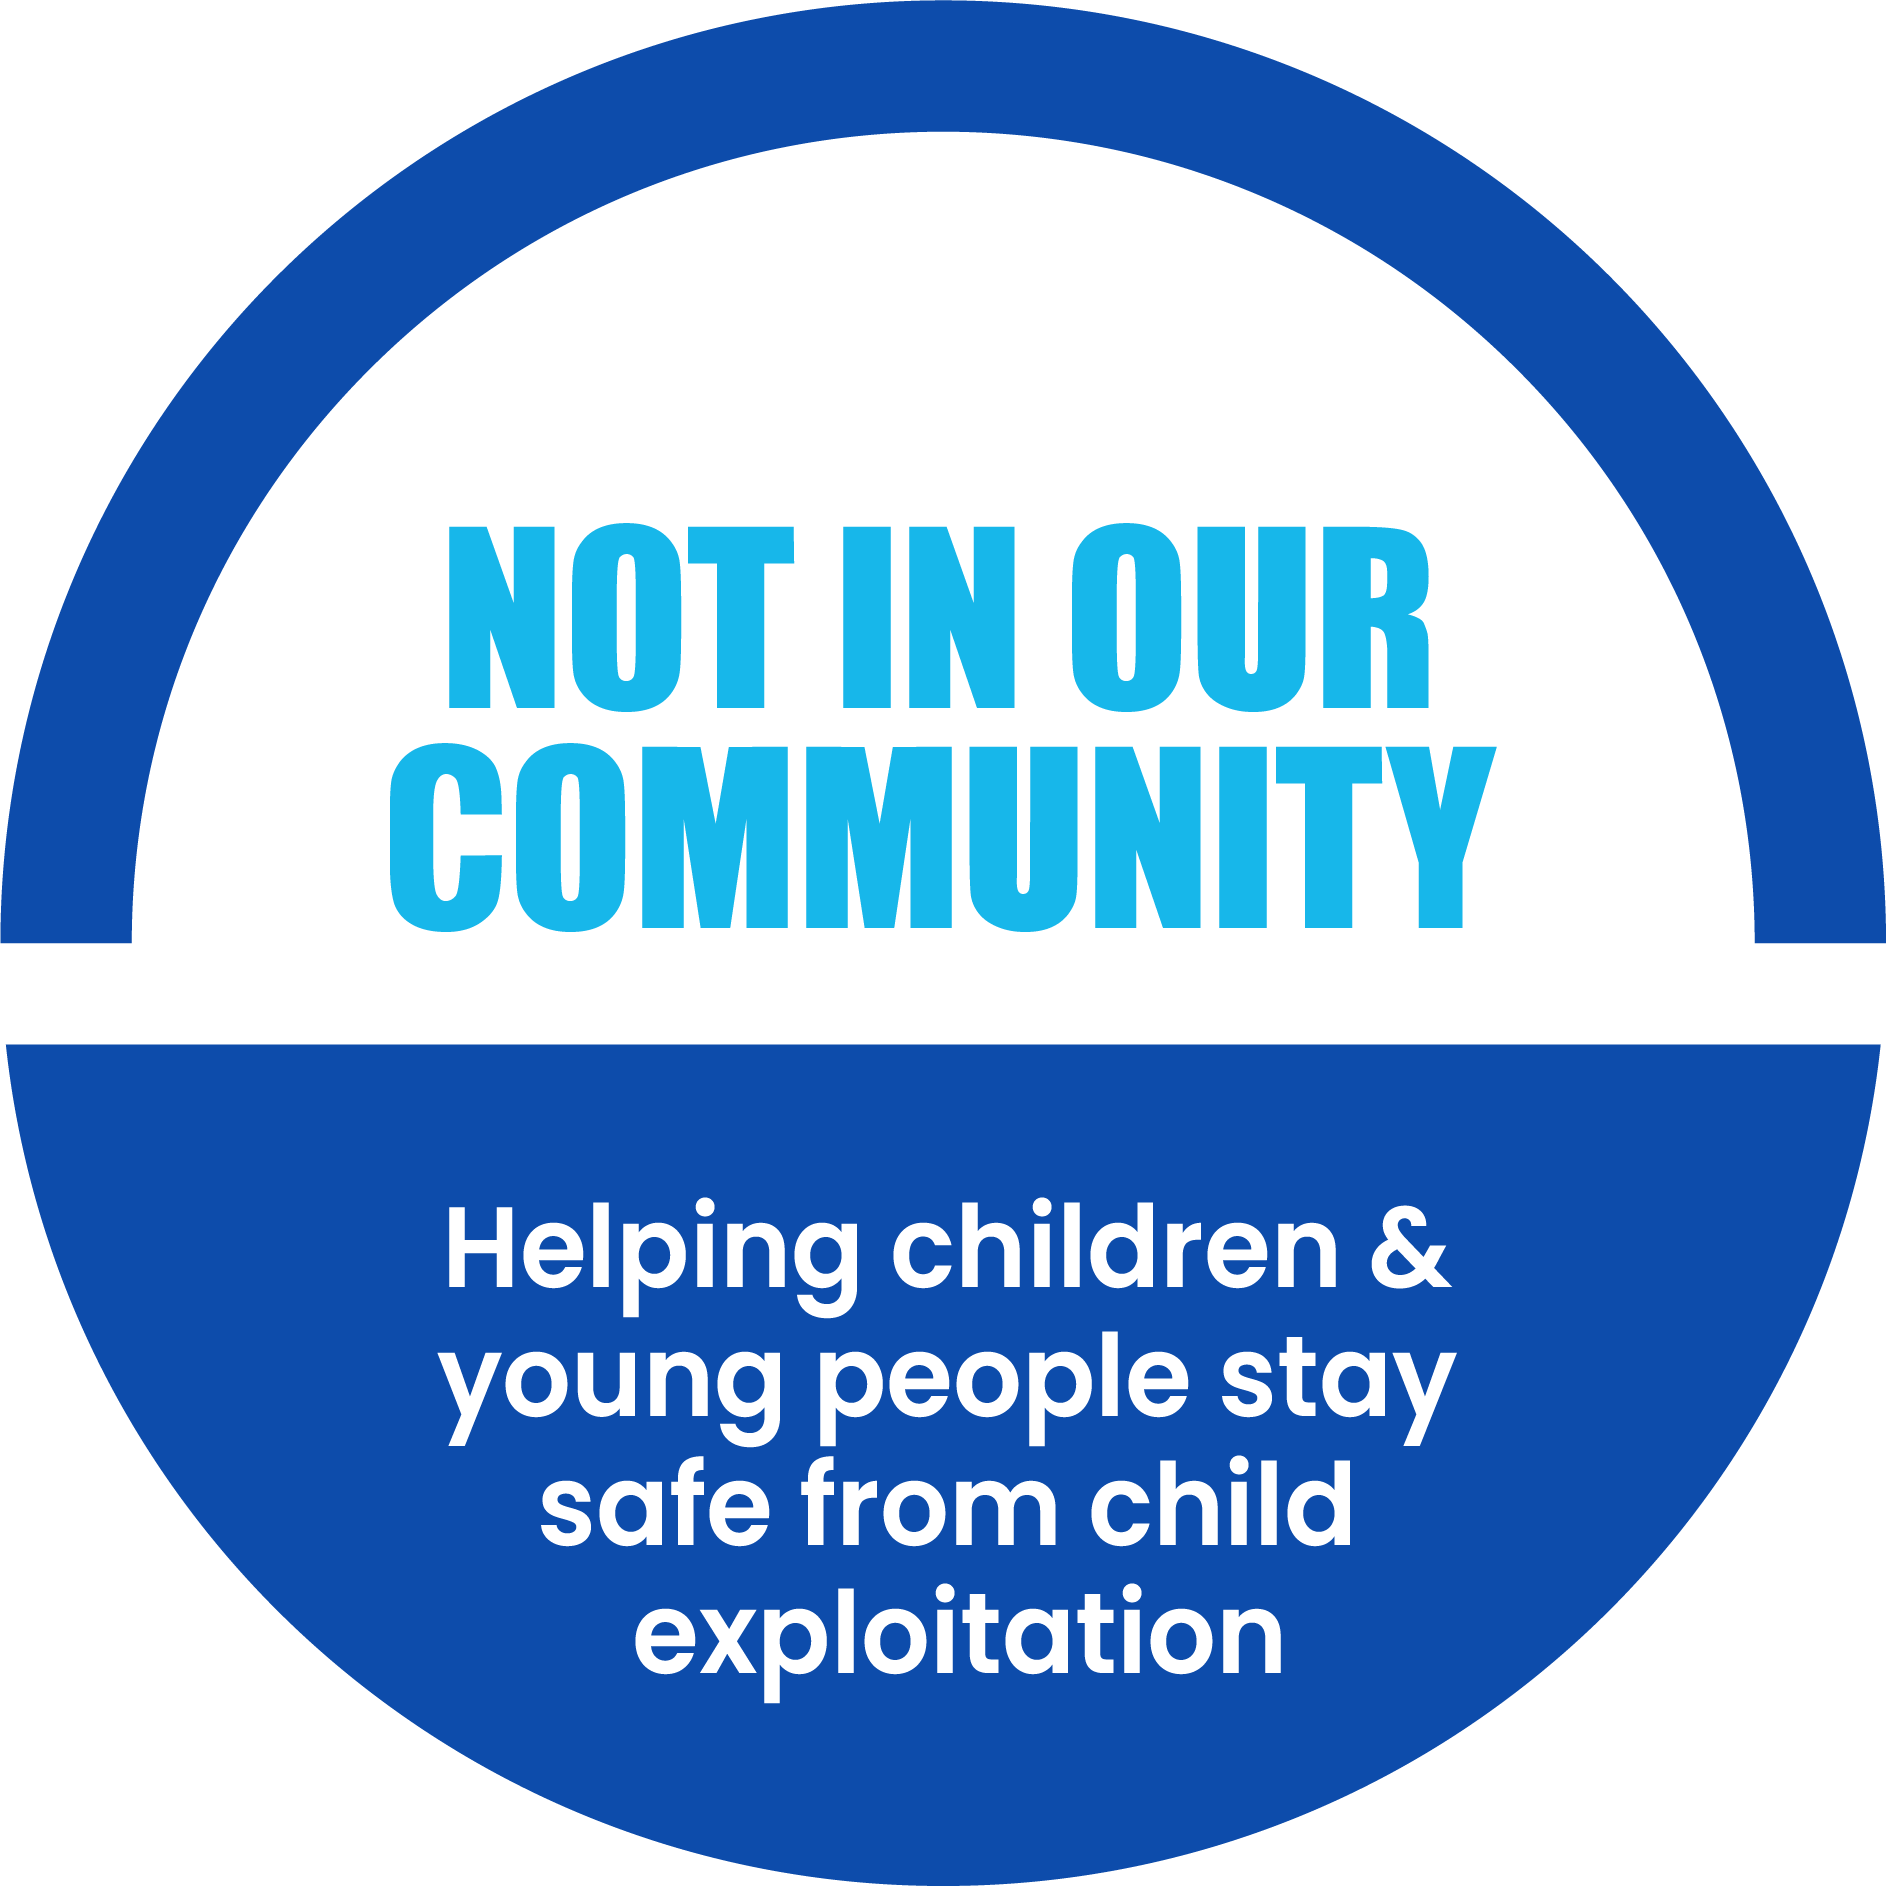 NOT IN OUR
COMMUNITY
Helping children &
young people stay
safe from child
exploitation